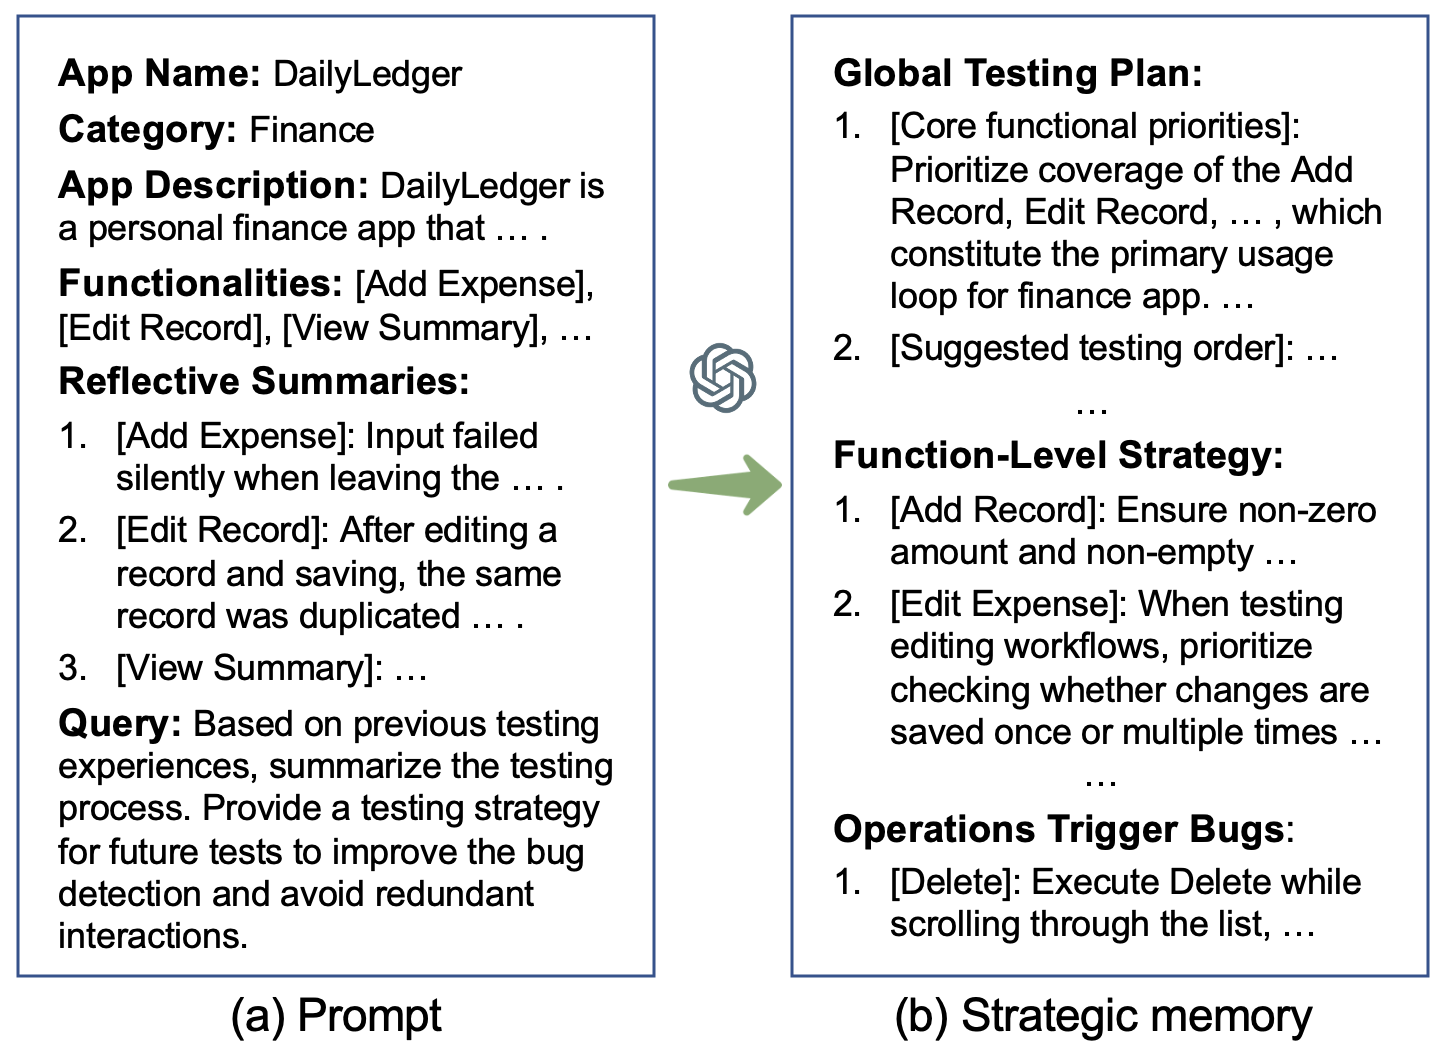 App Name: DailyLedger
Category: Finance
App Description: DailyLedger is
a personal finance app that … .
Functionalities: [Add Expense],
[Edit Record], [View Summary], …
Reflective Summaries:
1. [Add Expense]: Input failed
silently when leaving the … .
2. [Edit Record]: After editing a
record and saving, the same
record was duplicated … .
3. [View Summary]: …
Query: Based on previous testing
experiences, summarize the testing
process. Provide a testing strategy
for future tests to improve the bug
detection and avoid redundant
interactions.
(a) Prompt
Global Testing Plan:
1. [Core functional priorities]:
Prioritize coverage of the Add
Record, Edit Record, … , which
constitute the primary usage
loop for finance app. …
2. [Suggested testing order]: …
…
Function-Level Strategy:
1. [Add Record]: Ensure non-zero
amount and non-empty …
2. [Edit Expense]: When testing
editing workflows, prioritize
checking whether changes are
saved once or multiple times …
…
Operations Trigger Bugs:
1. [Delete]: Execute Delete while
scrolling through the list, …
(b) Strategic memory